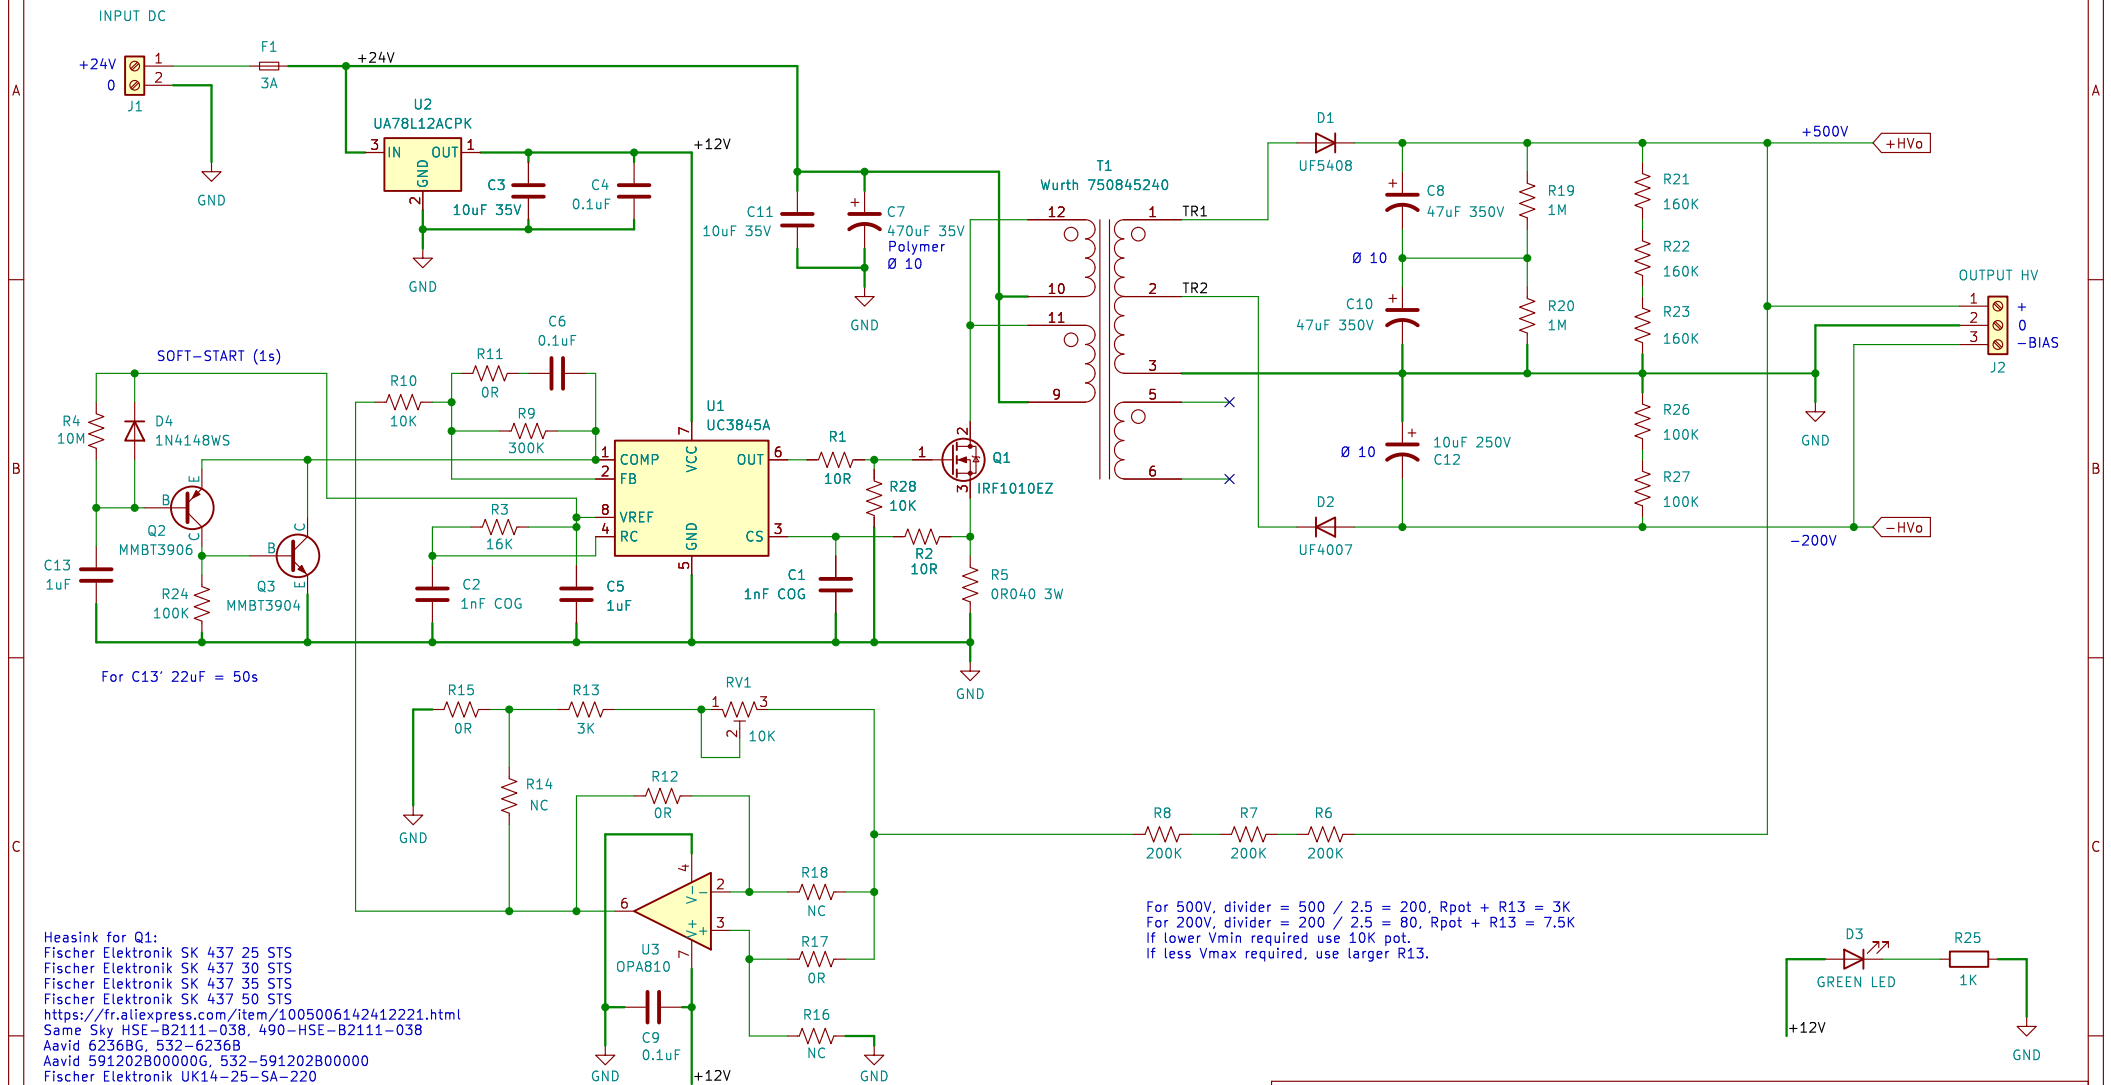 INPUT DC
+24V
0
1
2
J1
F1
3A
+24V
GND
U2
UA78L12ACPK
3
IN
OUT
1
GND
2
+12V
C3
10uF 35V
C4
0.1uF
GND
C11
10uF 35V
+
C7
470uF 35V
Polymer
Ø 10
GND
T1
Wurth 750845240
12
10
11
9
1
2
3
5
6
TR1
TR2
D1
UF5408
+
C8
47uF 350V
Ø 10
+
C10
47uF 350V
R19
1M
R20
1M
R21
160K
R22
160K
R23
160K
R26
100K
R27
100K
+
10uF 250V
C12
Ø 10
D2
UF4007
+500V
+HVo
-200V
-HVo
OUTPUT HV
1
2
3
+
0
-BIAS
J2
GND
SOFT-START (1s)
R4
10M
D4
1N4148WS
B
E
C
Q2
MMBT3906
B
C
E
Q3
MMBT3904
C13
1uF
R24
100K
For C13' 22uF = 50s
R10
10K
R11
0R
C6
0.1uF
R9
300K
R3
16K
C2
1nF COG
C5
1uF
U1
UC3845A
7
VCC
1
COMP
2
FB
8
VREF
4
RC
OUT
6
CS
3
GND
5
R1
10R
R28
10K
R2
10R
C1
1nF COG
1
2
3
Q1
IRF1010EZ
R5
0R040 3W
GND
R15
0R
R13
3K
RV1
1
3
2
10K
GND
R14
NC
R12
0R
4
V-
-
2
6
3
+
V+
7
U3
OPA810
R18
NC
R17
0R
R16
NC
C9
0.1uF
GND
+12V
GND
R8
200K
R7
200K
R6
200K
For 500V, divider = 500 / 2.5 = 200, Rpot + R13 = 3K
For 200V, divider = 200 / 2.5 = 80, Rpot + R13 = 7.5K
If lower Vmin required use 10K pot.
If less Vmax required, use larger R13.
D3
GREEN LED
R25
1K
+12V
GND
Heasink for Q1:
Fischer Elektronik SK 437 25 STS
Fischer Elektronik SK 437 30 STS
Fischer Elektronik SK 437 35 STS
Fischer Elektronik SK 437 50 STS
https://fr.aliexpress.com/item/1005006142412221.html
Same Sky HSE-B2111-038, 490-HSE-B2111-038
Aavid 6236BG, 532-6236B
Aavid 591202B00000G, 532-591202B00000
Fischer Elektronik UK14-25-SA-220
A
B
C
A
B
C